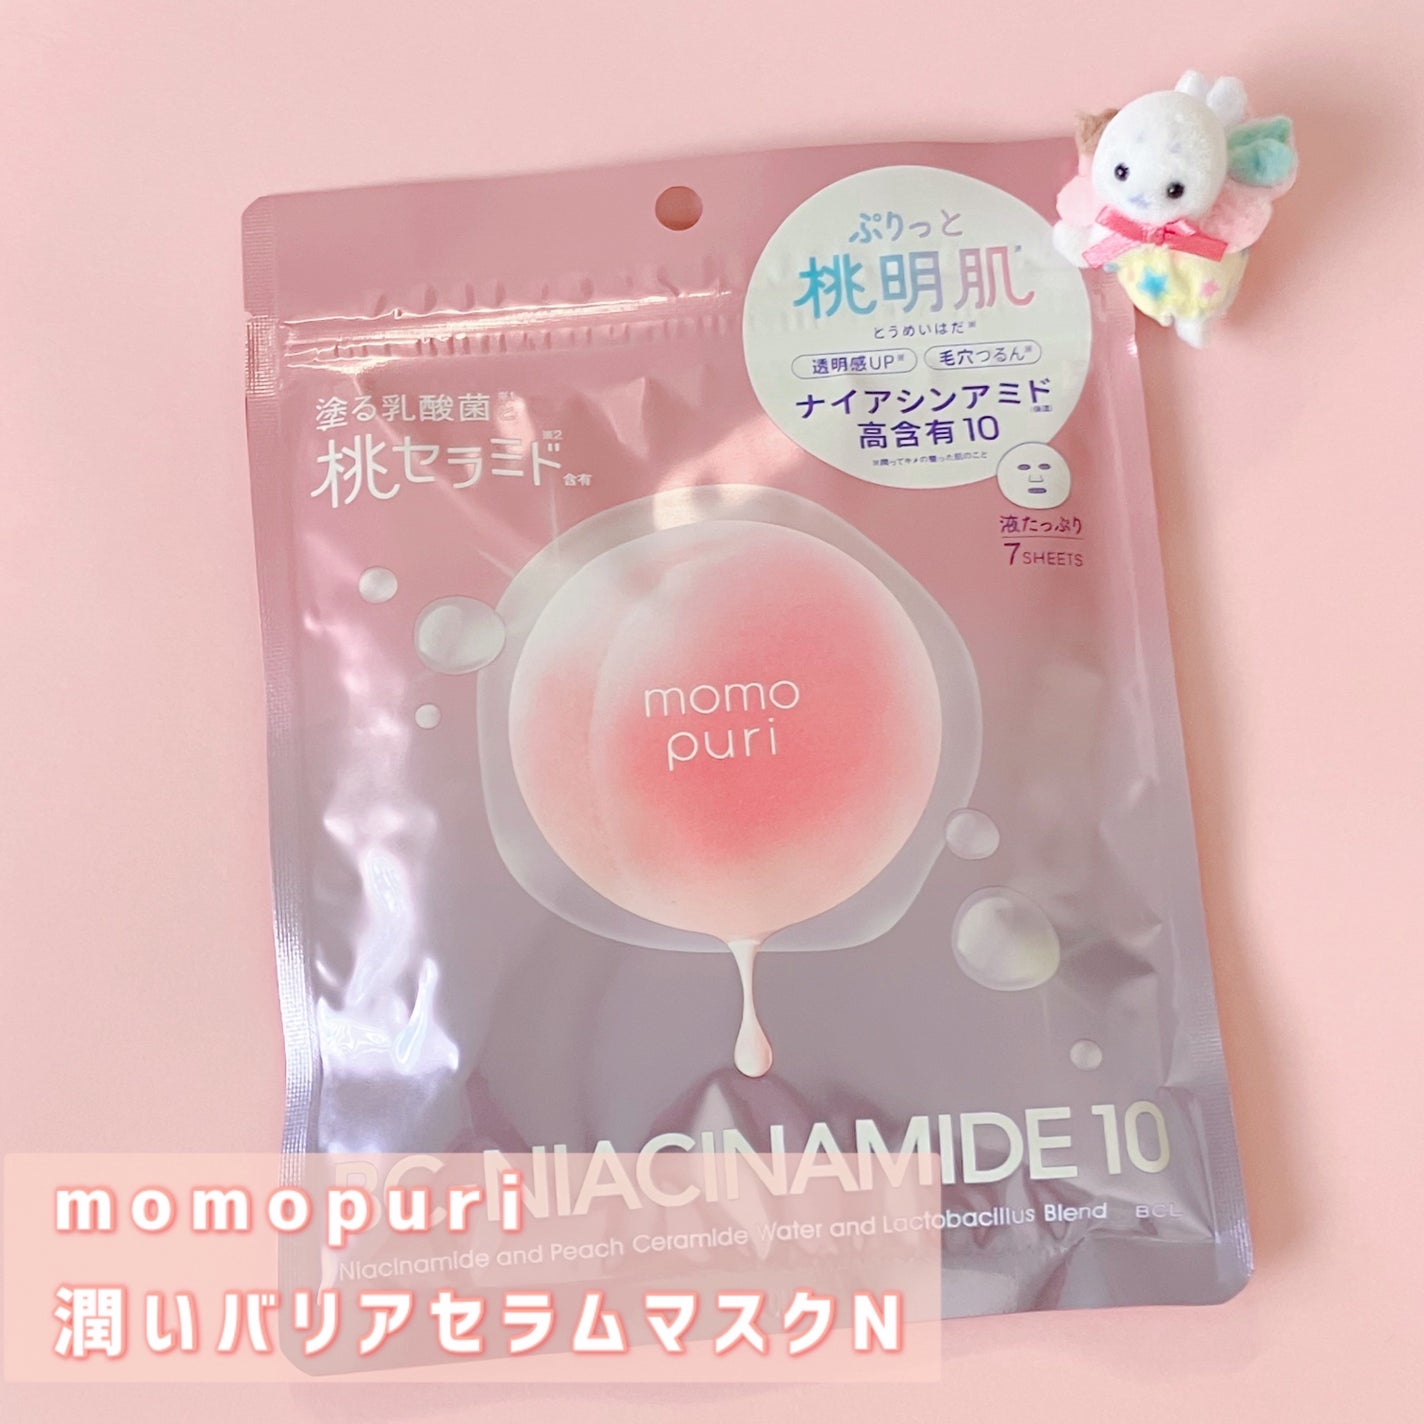 ぷりっと
桃明肌※
とうめいはだ※
透明感UP※ 毛穴つるん※
ナイアシンアミド
(保湿)
高含有10
※潤ってキメの整った肌のこと
液たっぷり
7 SHEETS
塗る乳酸菌※1と
桃セラミド※2
含有
momo
puri
BC-NIACINAMIDE 10
Niacinamide and Peach Ceramide Water and Lactobacillus Blend BCL
momopuri
潤いバリアセラムマスクN